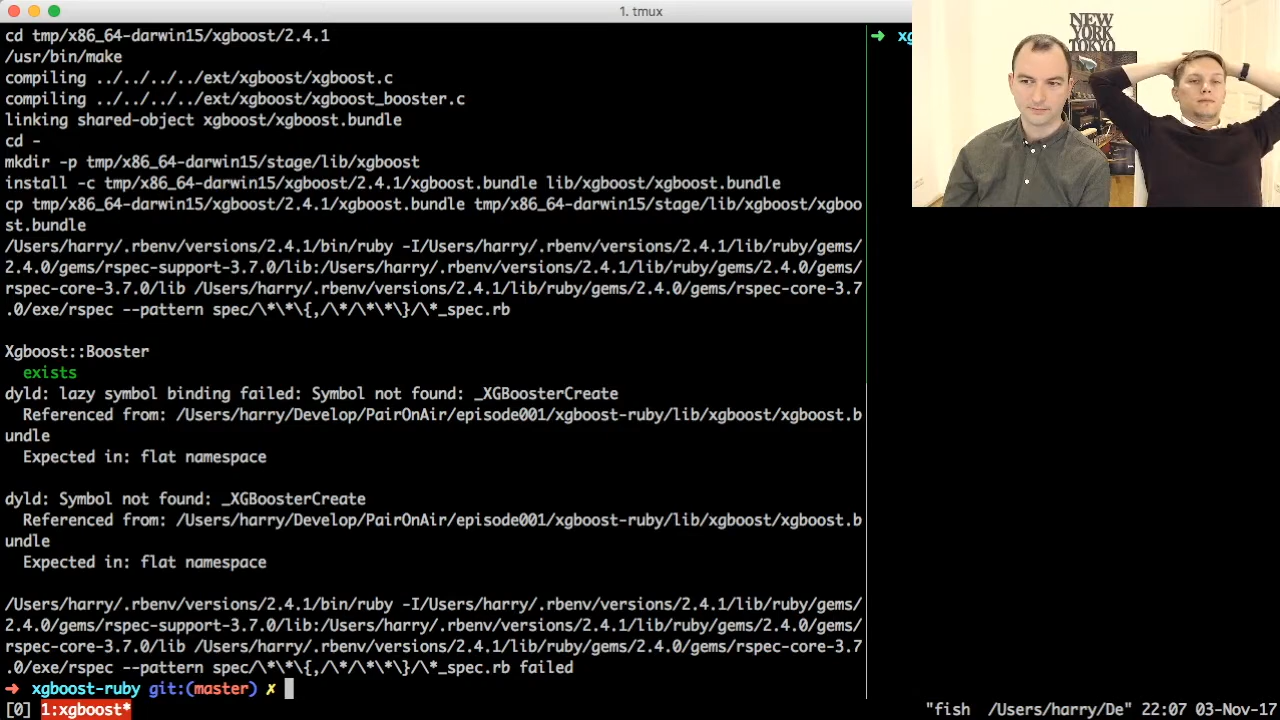 1. tmux
cd tmp/x86_64-darwin15/xgboost/2.4.1
/usr/bin/make
compiling ../../../../ext/xgboost/xgboost.c
compiling ../../../../ext/xgboost/xgboost_booster.c
linking shared-object xgboost/xgboost.bundle
cd -
mkdir -p tmp/x86_64-darwin15/stage/lib/xgboost
install -c tmp/x86_64-darwin15/xgboost/2.4.1/xgboost.bundle lib/xgboost/xgboost.bundle
cp tmp/x86_64-darwin15/xgboost/2.4.1/xgboost.bundle tmp/x86_64-darwin15/stage/lib/xgboost/xgboo
st.bundle
/Users/harry/.rbenv/versions/2.4.1/bin/ruby -I/Users/harry/.rbenv/versions/2.4.1/lib/ruby/gems/
2.4.0/gems/rspec-support-3.7.0/lib:/Users/harry/.rbenv/versions/2.4.1/lib/ruby/gems/2.4.0/gems/
rspec-core-3.7.0/lib /Users/harry/.rbenv/versions/2.4.1/lib/ruby/gems/2.4.0/gems/rspec-core-3.7
.0/exe/rspec --pattern spec/\*\*\{,/\*/\*\*\}/\*_spec.rb
Xgboost::Booster
exists
dyld: lazy symbol binding failed: Symbol not found: _XGBoosterCreate
Referenced from: /Users/harry/Develop/PairOnAir/episode001/xgboost-ruby/lib/xgboost/xgboost.b
undle
Expected in: flat namespace
dyld: Symbol not found: _XGBoosterCreate
Referenced from: /Users/harry/Develop/PairOnAir/episode001/xgboost-ruby/lib/xgboost/xgboost.b
undle
Expected in: flat namespace
/Users/harry/.rbenv/versions/2.4.1/bin/ruby -I/Users/harry/.rbenv/versions/2.4.1/lib/ruby/gems/
2.4.0/gems/rspec-support-3.7.0/lib:/Users/harry/.rbenv/versions/2.4.1/lib/ruby/gems/2.4.0/gems/
rspec-core-3.7.0/lib /Users/harry/.rbenv/versions/2.4.1/lib/ruby/gems/2.4.0/gems/rspec-core-3.7
.0/exe/rspec --pattern spec/\*\*\{,/\*/\*\*\}/\*_spec.rb failed
➜ xgboost-ruby git:(master) ✗
[0] 1:xgboost*
"fish /Users/harry/De" 22:07 03-Nov-17
➜ xg
NEW
YORK
TOKYO